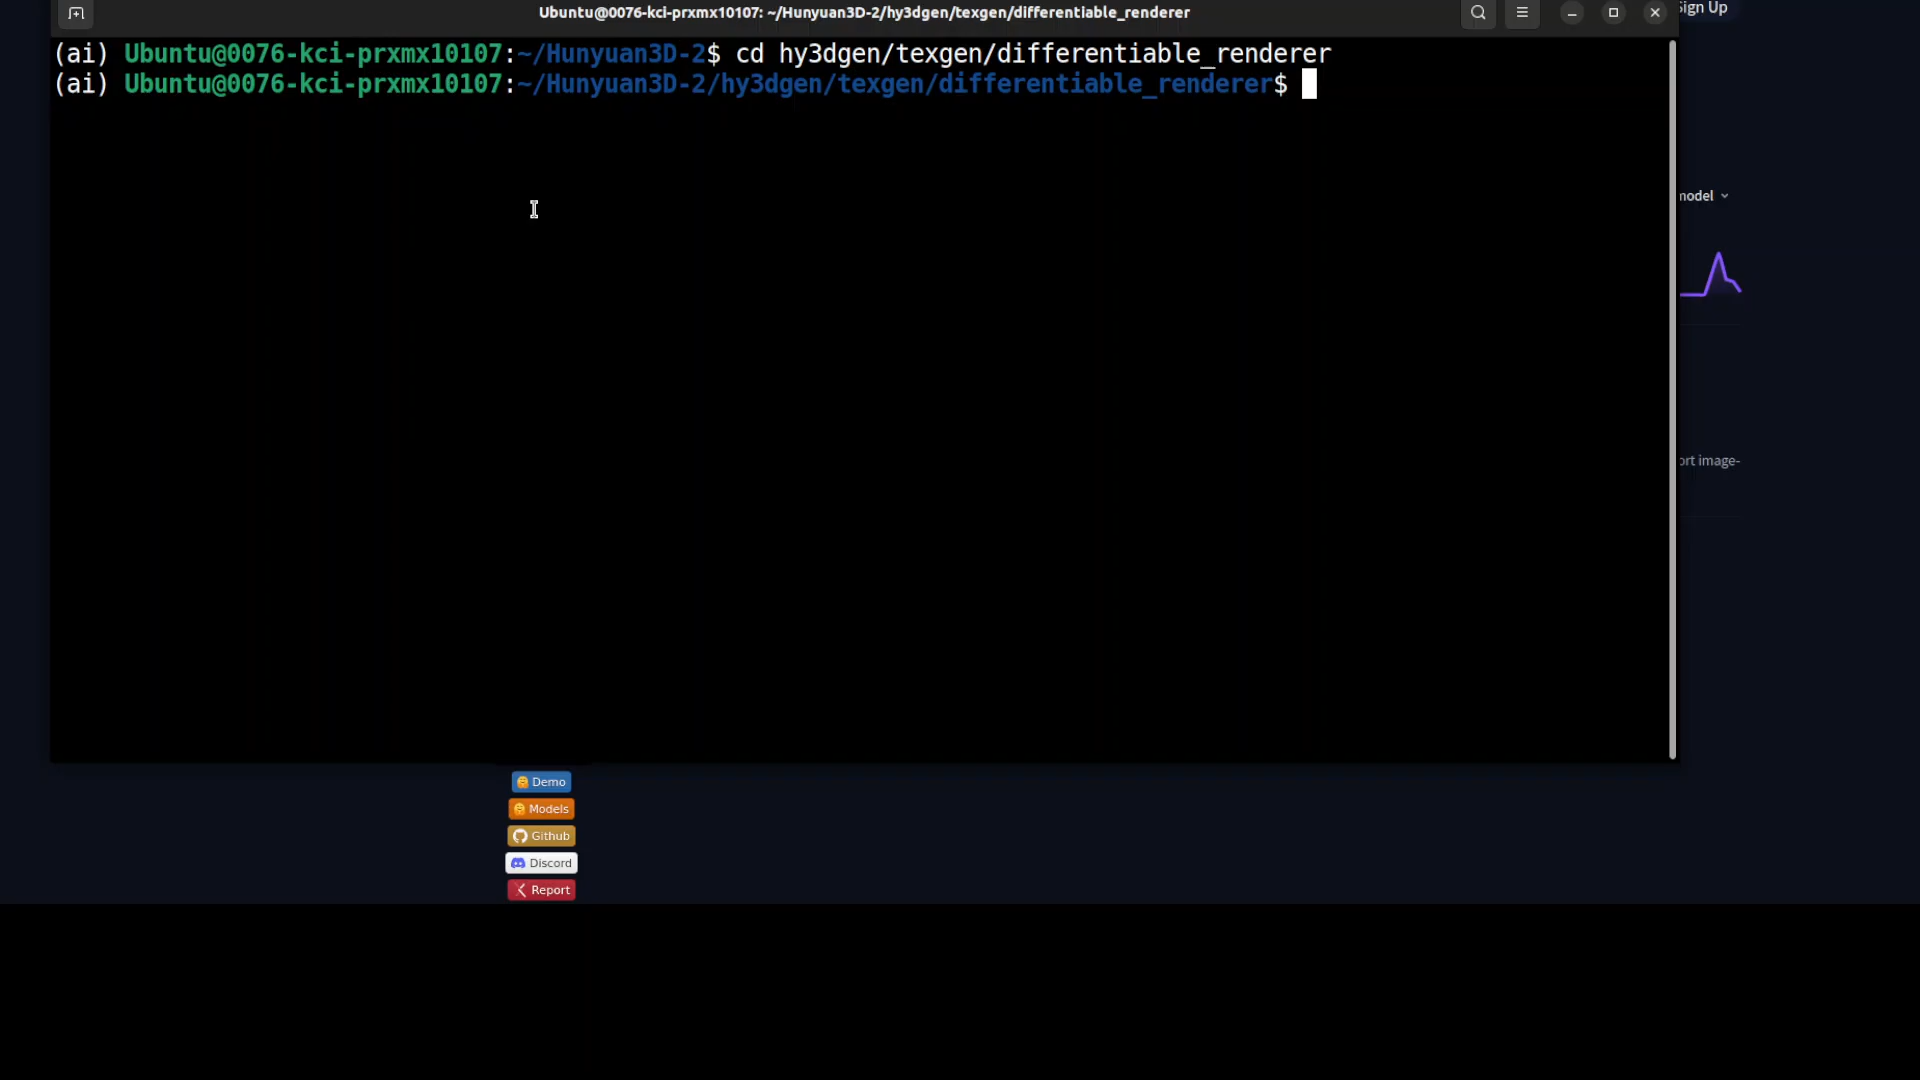 Ubuntu@0076-kci-prxmx10107: ~/Hunyuan3D-2/hy3dgen/texgen/differentiable_renderer
Sign Up
(ai) Ubuntu@0076-kci-prxmx10107:~/Hunyuan3D-2$ cd hy3dgen/texgen/differentiable_renderer
(ai) Ubuntu@0076-kci-prxmx10107:~/Hunyuan3D-2/hy3dgen/texgen/differentiable_renderer$
model
ort image-
Demo
Models
Github
Discord
Report